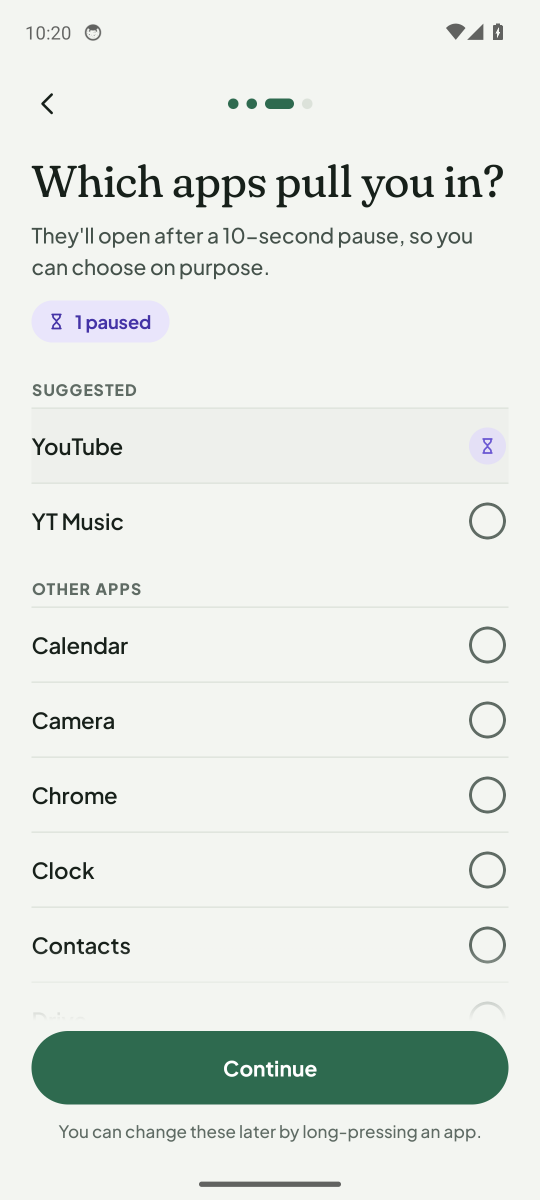 10:20
Which apps pull you in?
They'll open after a 10–second pause, so you
can choose on purpose.
1 paused
SUGGESTED
YouTube
YT Music
OTHER APPS
Calendar
Camera
Chrome
Clock
Contacts
Continue
You can change these later by long-pressing an app.